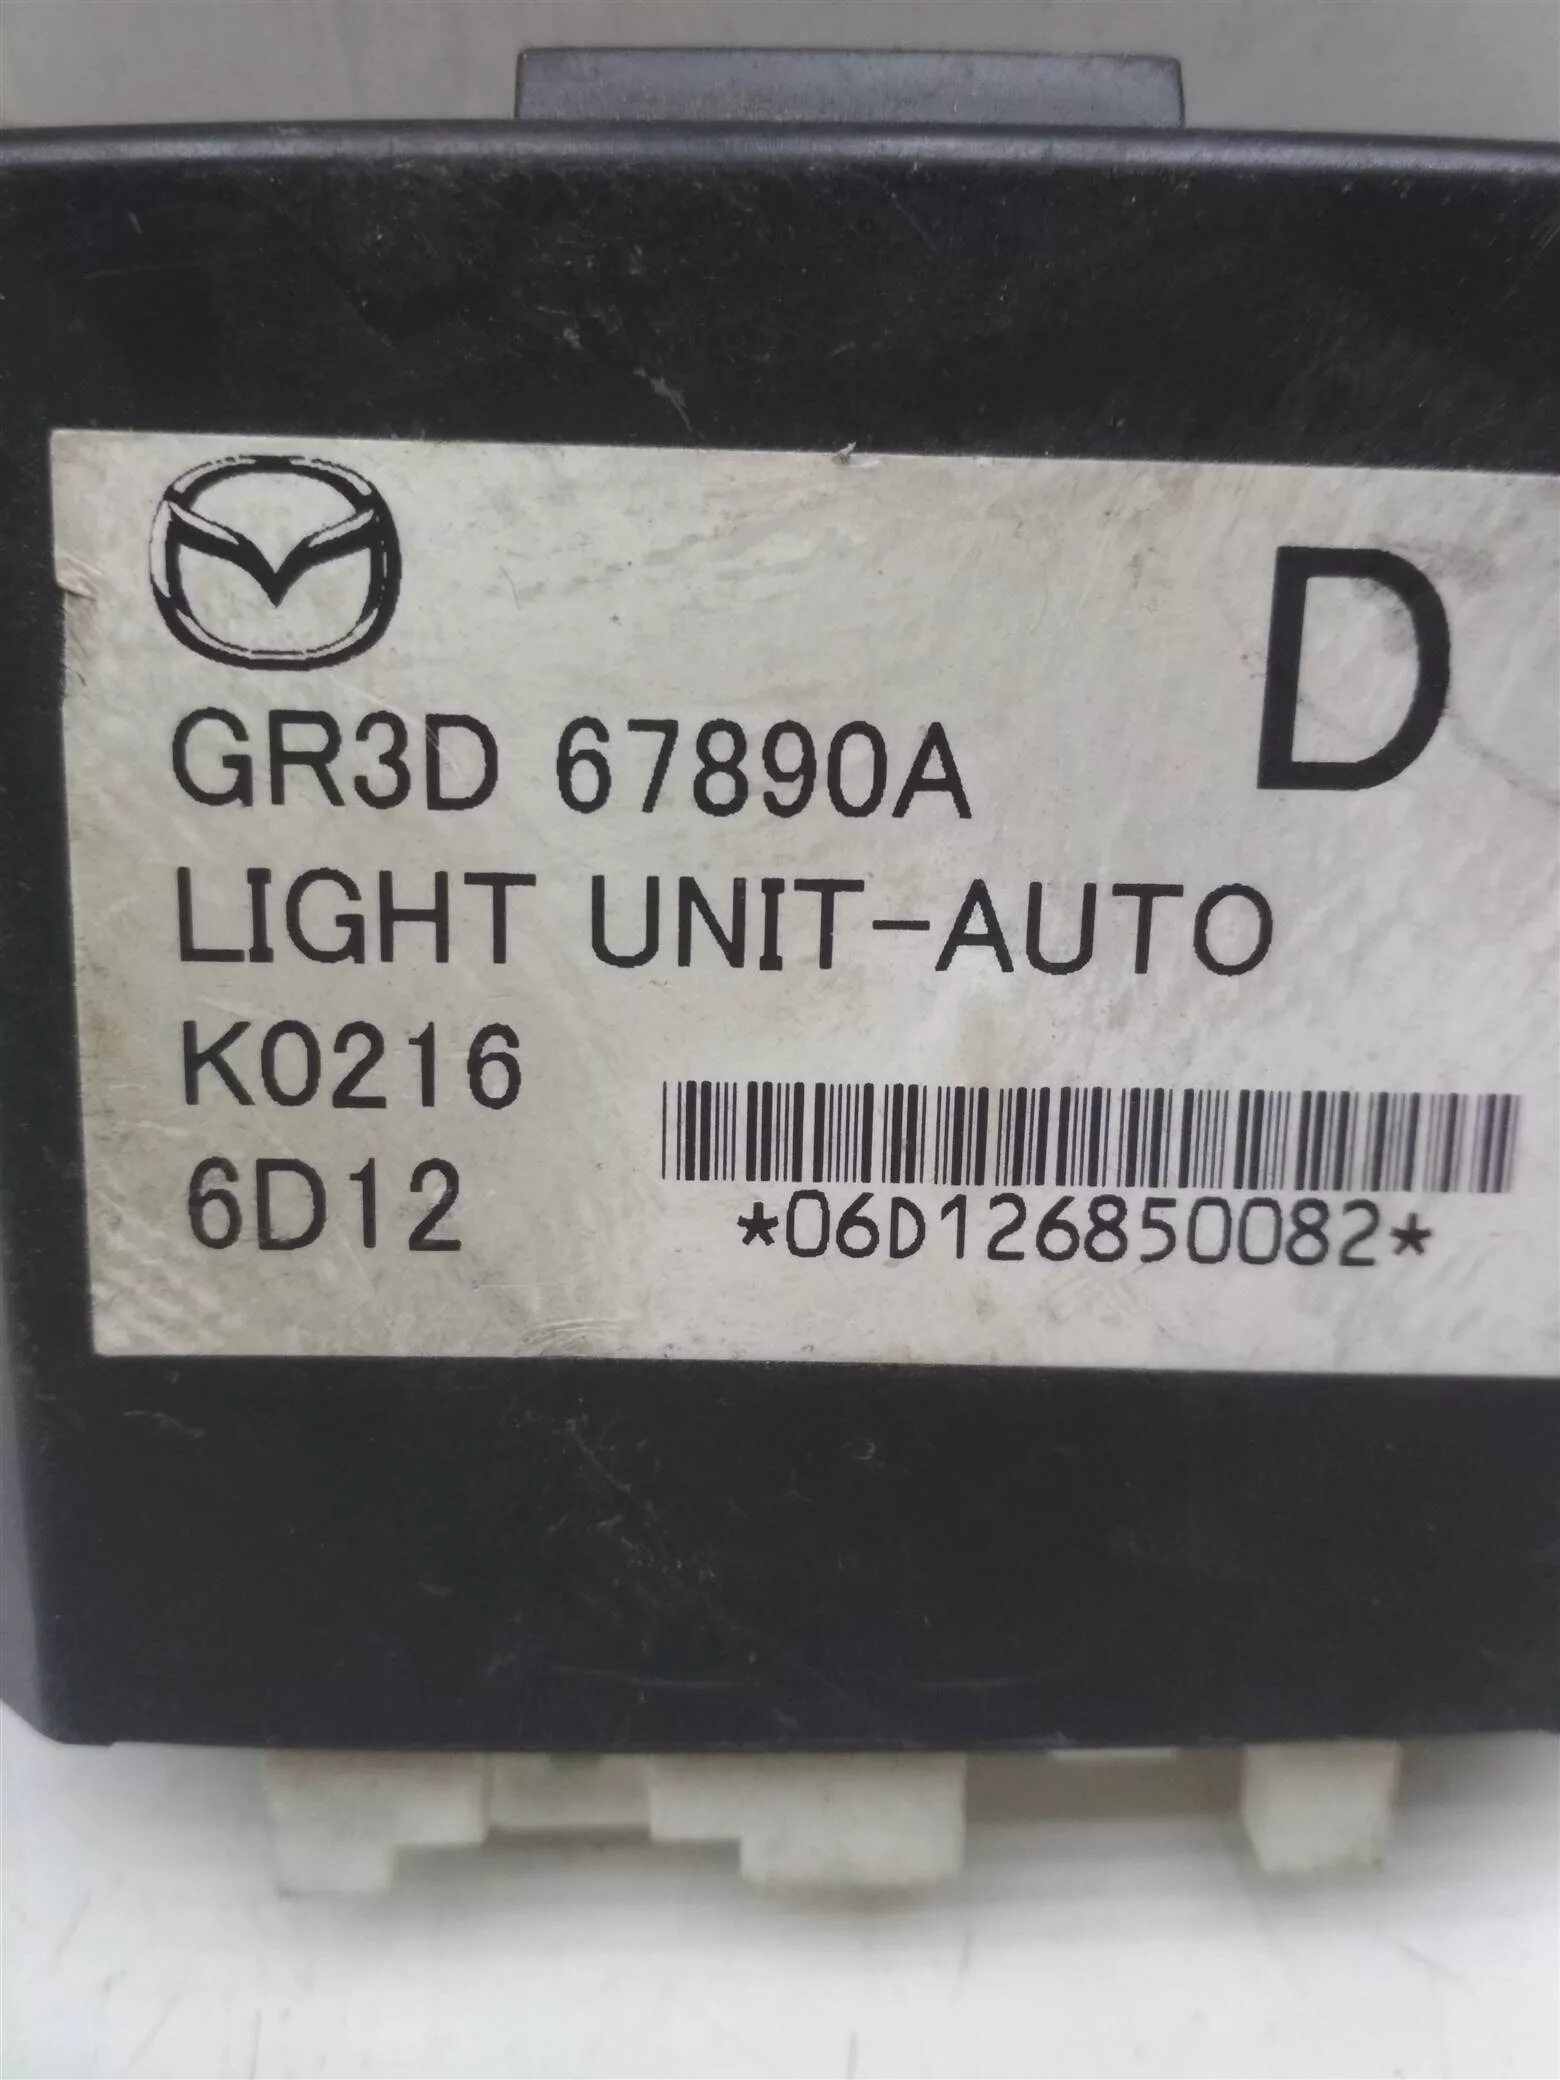 D
GR3D 67890A
LIGHT UNIT-AUTO
K0216
6D12
*06D126850082*